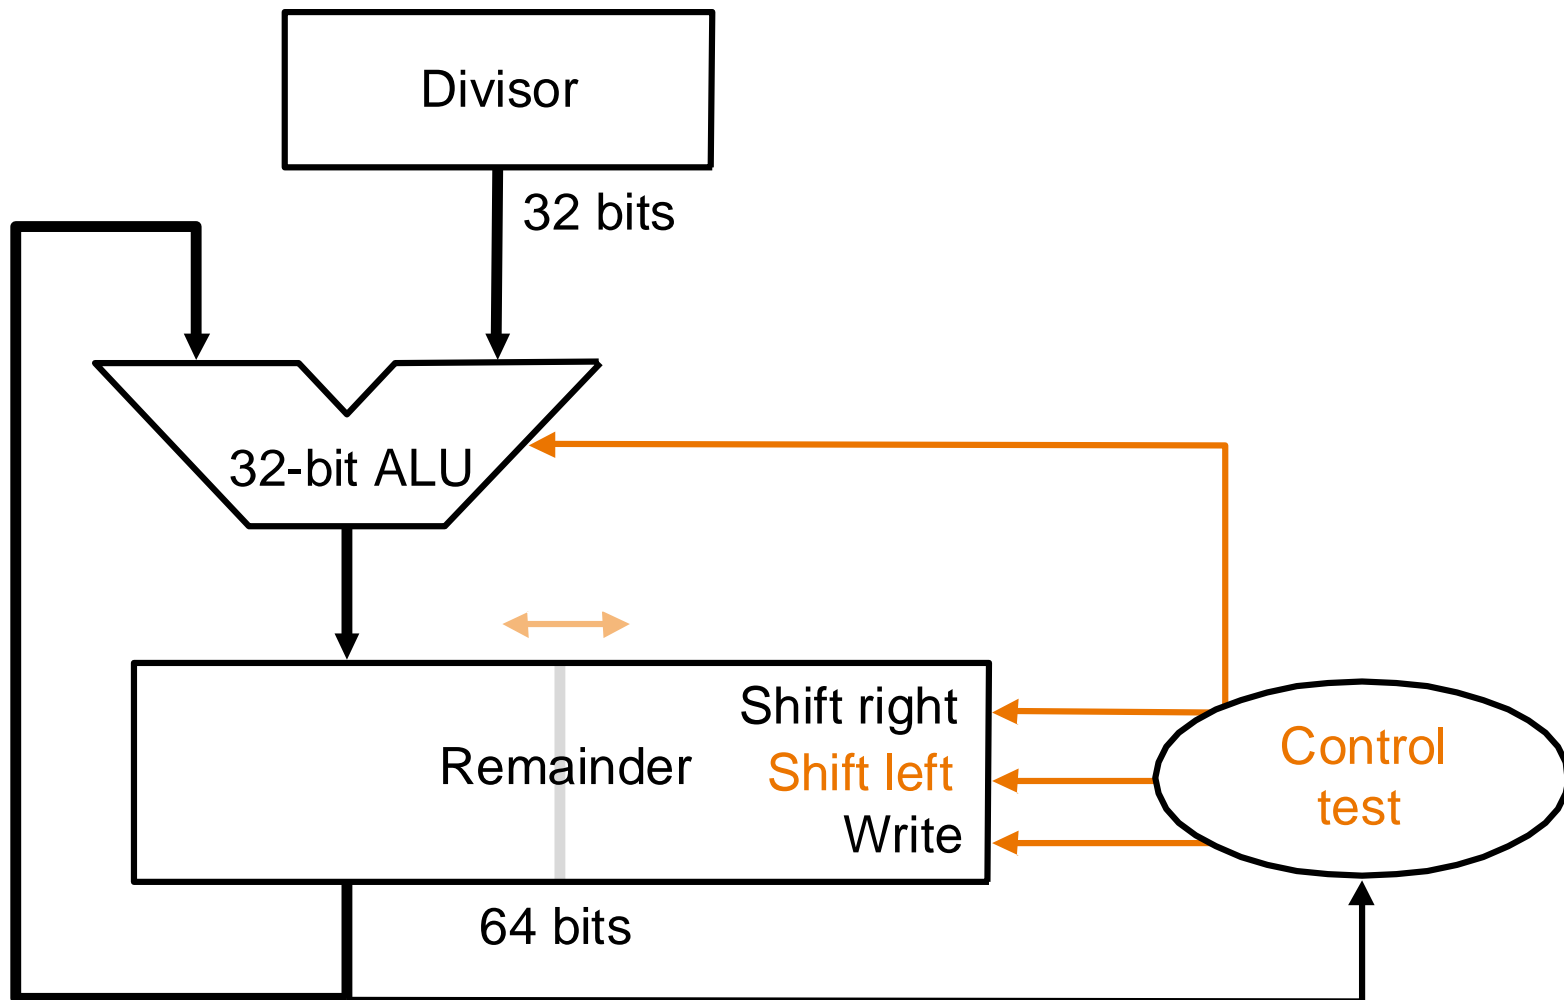 Divisor
32 bits
32-bit ALU
Shift right
Remainder
Shift left
Write
Control
test
64 bits